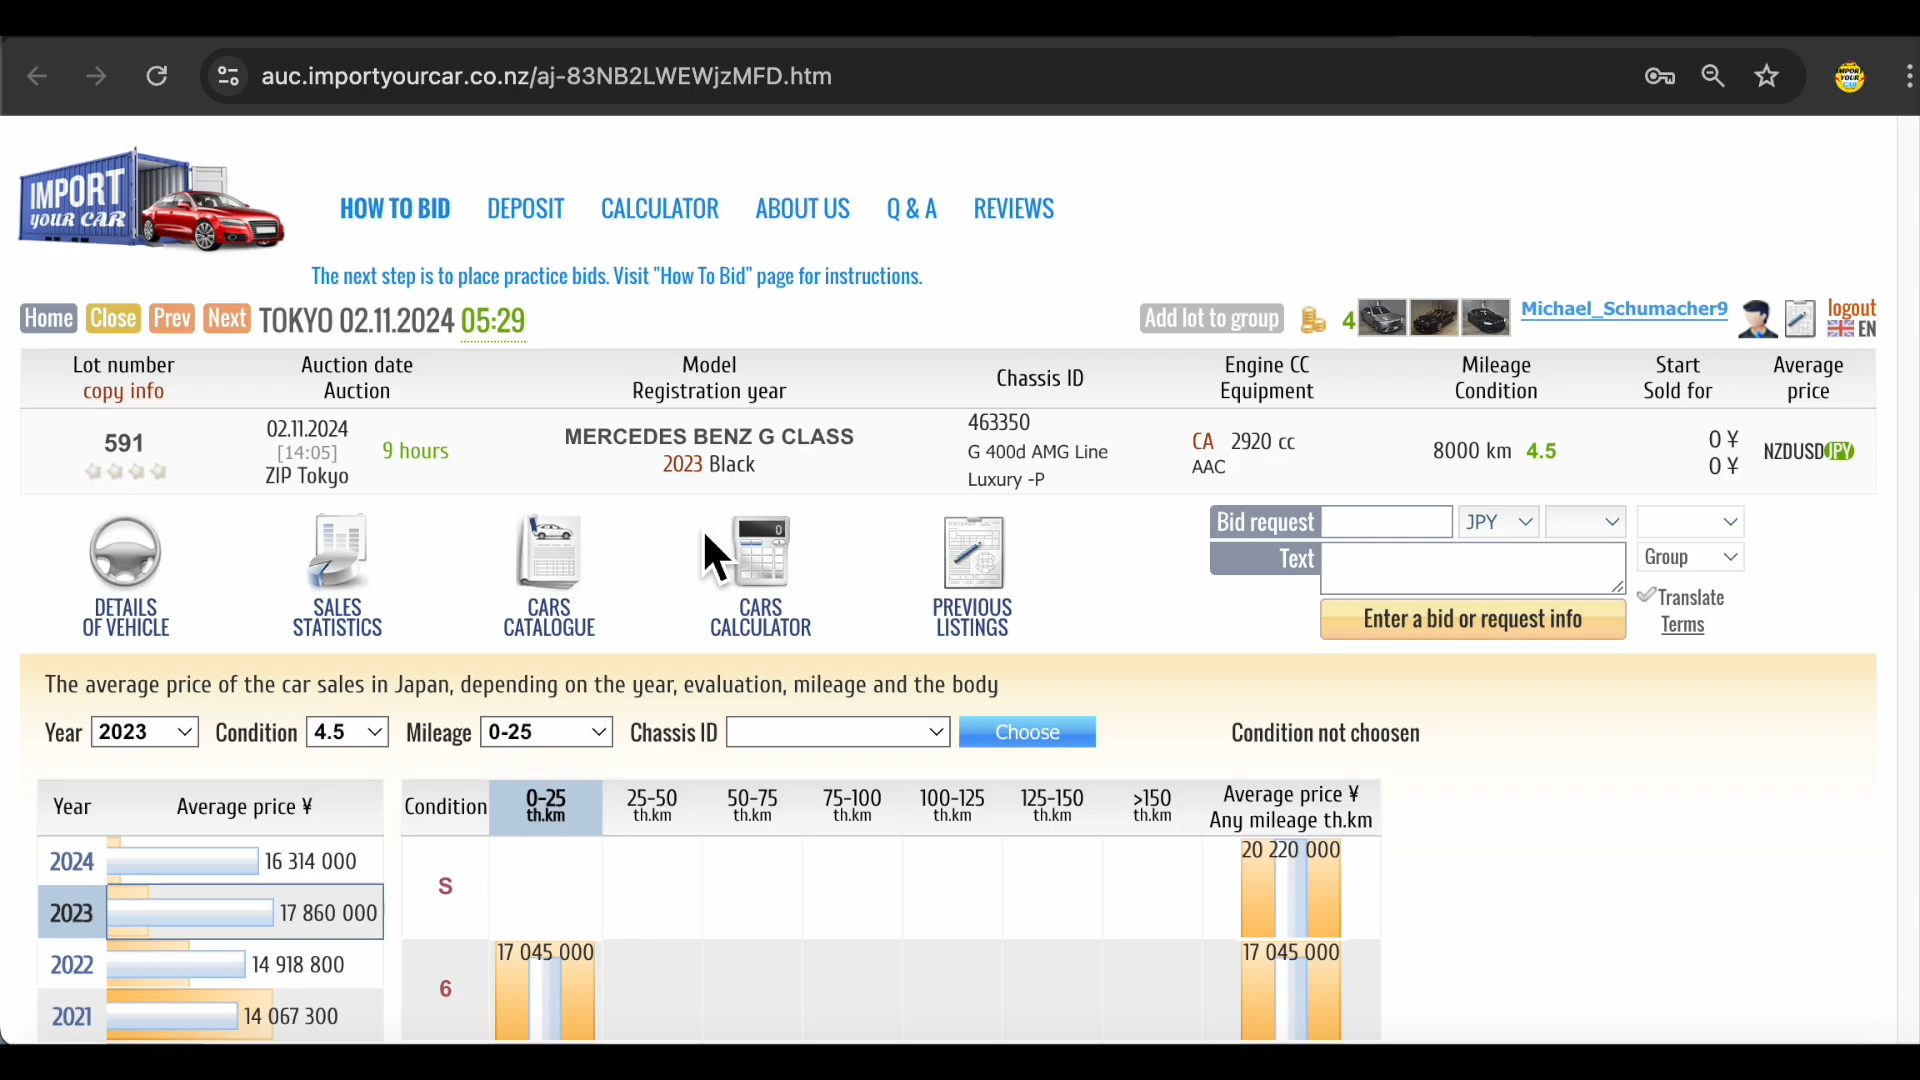 auc.importyourcar.co.nz/aj-83NB2LWEWjzMFD.htm
IMPORT YOUR CAR
IMPORT
YOUR CAR
HOW TO BID DEPOSIT CALCULATOR ABOUT US Q & A REVIEWS
The next step is to place practice bids. Visit "How To Bid" page for instructions.
Home Close Prev Next TOKYO 02.11.2024 05:29 Add lot to group 4 Michael_Schumacher9 logout
EN
Lot number Auction date Model Chassis ID Engine CC Mileage Start Average
copy info Auction Registration year Equipment Condition Sold for price
591 02.11.2024 [14:05] ZIP Tokyo 9 hours MERCEDES BENZ G CLASS 2023 Black 463350 G 400d AMG Line Luxury -P CA 2920 cc AAC 8000 km 4.5 0 ¥ 0 ¥ NZDUSDJPY
DETAILS OF VEHICLE
SALES STATISTICS
CARS CATALOGUE
0
CARS CALCULATOR
PREVIOUS LISTINGS
Bid request JPY
Text Group
Translate
Enter a bid or request info Terms
The average price of the car sales in Japan, depending on the year, evaluation, mileage and the body
Year 2023 Condition 4.5 Mileage 0-25 Chassis ID Choose Condition not choosen
Year Average price ¥
2024 16 314 000
2023 17 860 000
2022 14 918 800
2021 14 067 300
Condition 0-25 th.km 25-50 th.km 50-75 th.km 75-100 th.km 100-125 th.km 125-150 th.km >150 th.km Average price ¥ Any mileage th.km
S 20 220 000
6 17 045 000 17 045 000